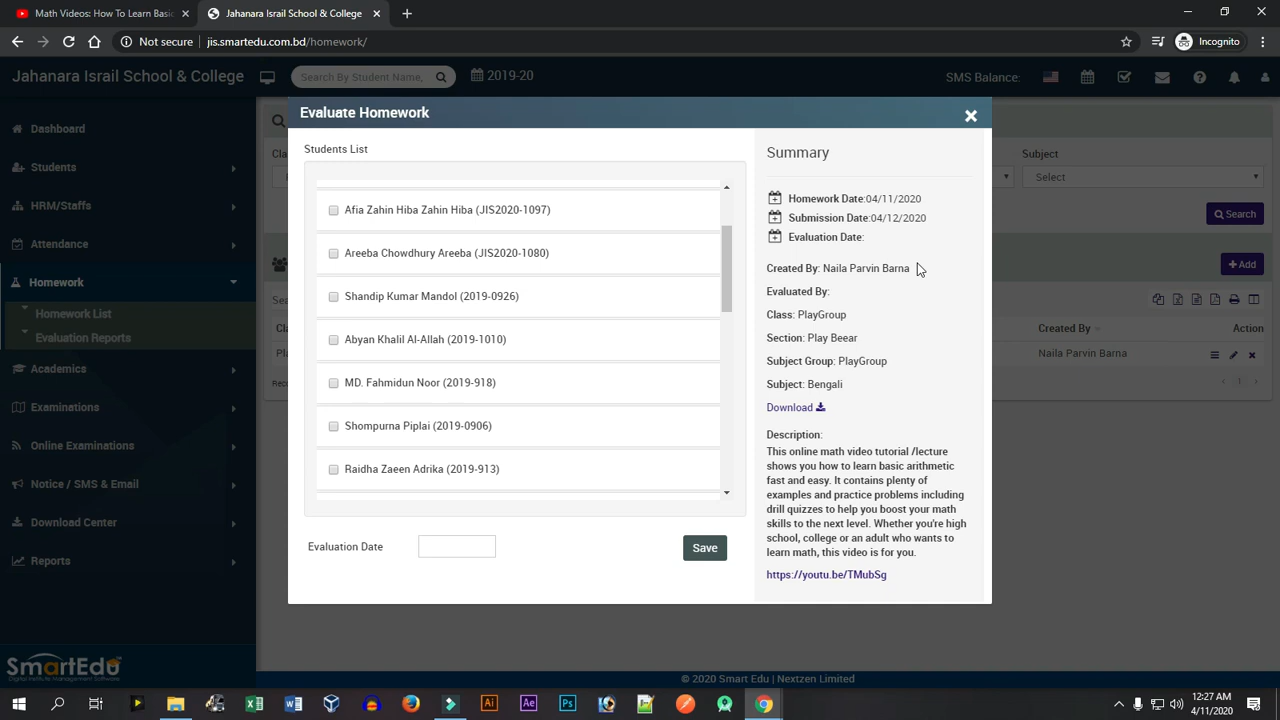 Math Videos: How To Learn Basic
Jahanara Israil School & College
Not secure
jis.smartedu.com.bd/homework/
Incognito
Jahanara Israil School & College
Search By Student Name,
2019-20
SMS Balance:
Dashboard
Students
HRM/Staffs
Attendance
Homework
Homework List
Evaluation Reports
Academics
Examinations
Online Examinations
Notice / SMS & Email
Download Center
Reports
SmartEdu
Digital Institute Management Software
Evaluate Homework
Students List
Afia Zahin Hiba Zahin Hiba (JIS2020-1097)
Areeba Chowdhury Areeba (JIS2020-1080)
Shandip Kumar Mondol (2019-0926)
Abyan Khalil Al-Allah (2019-1010)
MD. Fahmidun Noor (2019-918)
Shompurna Piplai (2019-0906)
Raidha Zaeen Adrika (2019-913)
Evaluation Date
Save
Summary
Homework Date:04/11/2020
Submission Date:04/12/2020
Evaluation Date:
Created By: Naila Parvin Barna
Evaluated By:
Class: PlayGroup
Section: Play Beear
Subject Group: PlayGroup
Subject: Bengali
Download
Description:
This online math video tutorial /lecture
shows you how to learn basic arithmetic
fast and easy. It contains plenty of
examples and practice problems including
drill quizzes to help you boost your math
skills to the next level. Whether you're high
school, college or an adult who wants to
learn math, this video is for you.
https://youtu.be/TMubSg
Subject
Select
Search
Add
Created By
Action
Naila Parvin Barna
1
© 2020 Smart Edu | Nextzen Limited
12:27 AM
4/11/2020